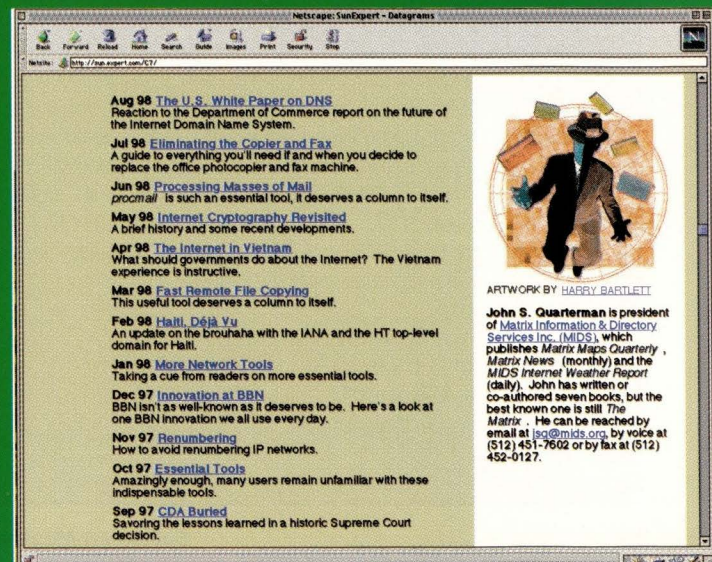 Netscape: SunExpert - Datagrams
Back Forward Reload Home Search Guide Images Print Security Stop
N
Netsite: http://sun.expert.com/C7/
Aug 98 The U.S. White Paper on DNS
Reaction to the Department of Commerce report on the future of
the Internet Domain Name System.
Jul 98 Eliminating the Copier and Fax
A guide to everything you'll need if and when you decide to
replace the office photocopier and fax machine.
Jun 98 Processing Masses of Mail
procmail is such an essential tool, it deserves a column to itself.
May 98 Internet Cryptography Revisited
A brief history and some recent developments.
Apr 98 The Internet in Vietnam
What should governments do about the Internet? The Vietnam
experience is instructive.
Mar 98 Fast Remote File Copying
This useful tool deserves a column to itself.
Feb 98 Haiti, Déjà Vu
An update on the brouhaha with the IANA and the HT top-level
domain for Haiti.
Jan 98 More Network Tools
Taking a cue from readers on more essential tools.
Dec 97 Innovation at BBN
BBN isn't as well-known as it deserves to be. Here's a look at
one BBN innovation we all use every day.
Nov 97 Renumbering
How to avoid renumbering IP networks.
Oct 97 Essential Tools
Amazingly enough, many users remain unfamiliar with these
indispensable tools.
Sep 97 CDA Buried
Savoring the lessons learned in a historic Supreme Court
decision.
ARTWORK BY HARRY BARTLETT
John S. Quarterman is president
of Matrix Information & Directory
Services Inc. (MIDS), which
publishes Matrix Maps Quarterly ,
Matrix News (monthly) and the
MIDS Internet Weather Report
(daily). John has written or
co-authored seven books, but the
best known one is still The
Matrix . He can be reached by
email at jsq@mids.org, by voice at
(512) 451-7602 or by fax at (512)
452-0127.